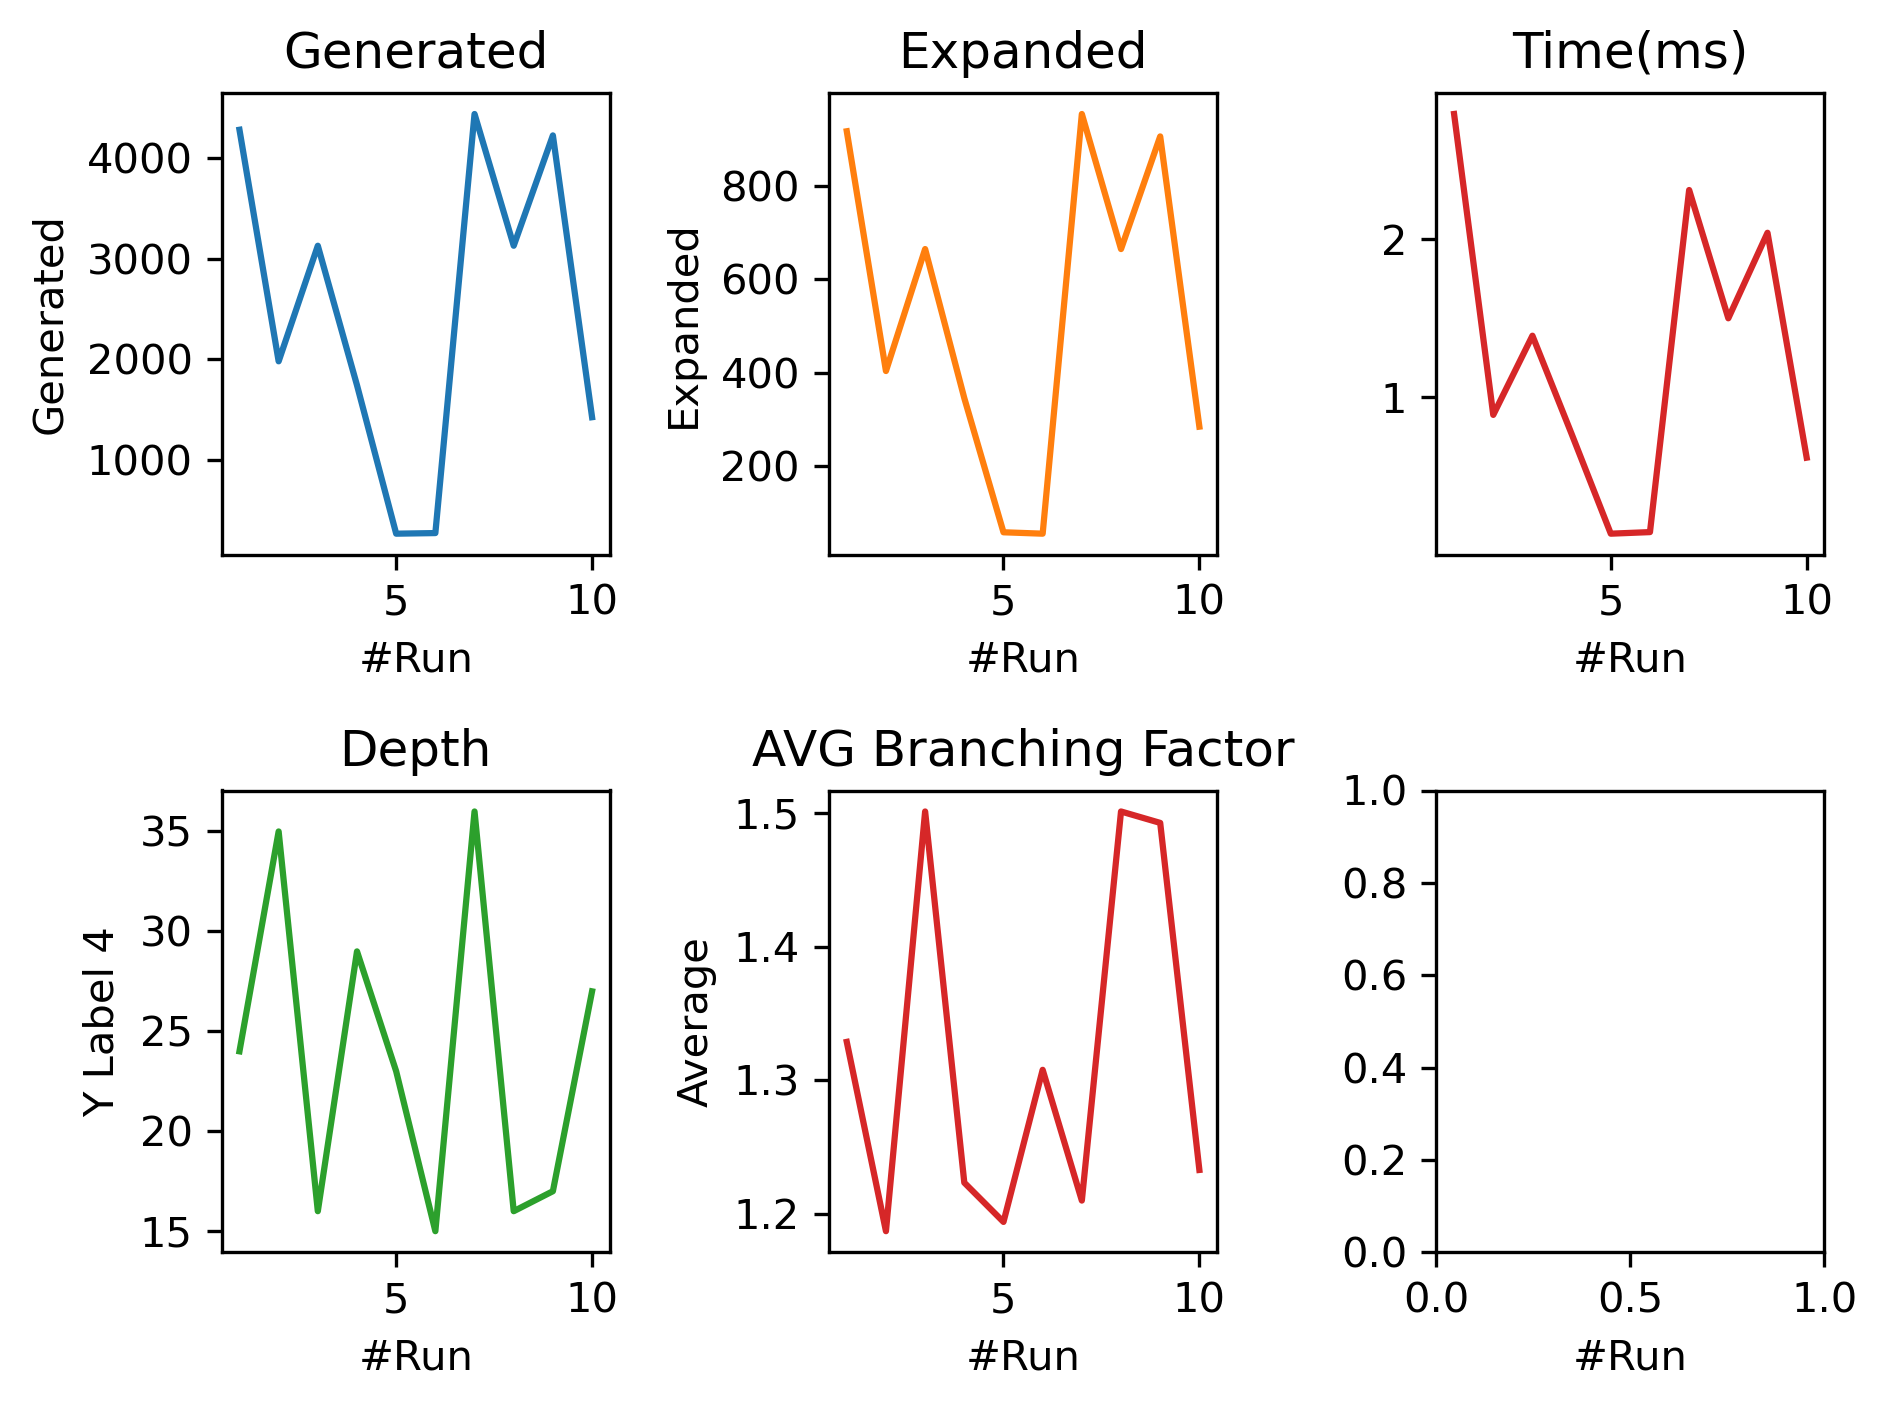 Generated
Expanded
Time(ms)
Generated
4000
3000
2000
1000
5
10
#Run
Expanded
800
600
400
200
5
10
#Run
2
1
5
10
#Run
Depth
AVG Branching Factor
Y Label 4
35
30
25
20
15
5
10
#Run
Average
1.5
1.4
1.3
1.2
5
10
#Run
1.0
0.8
0.6
0.4
0.2
0.0
0.0
0.5
1.0
#Run